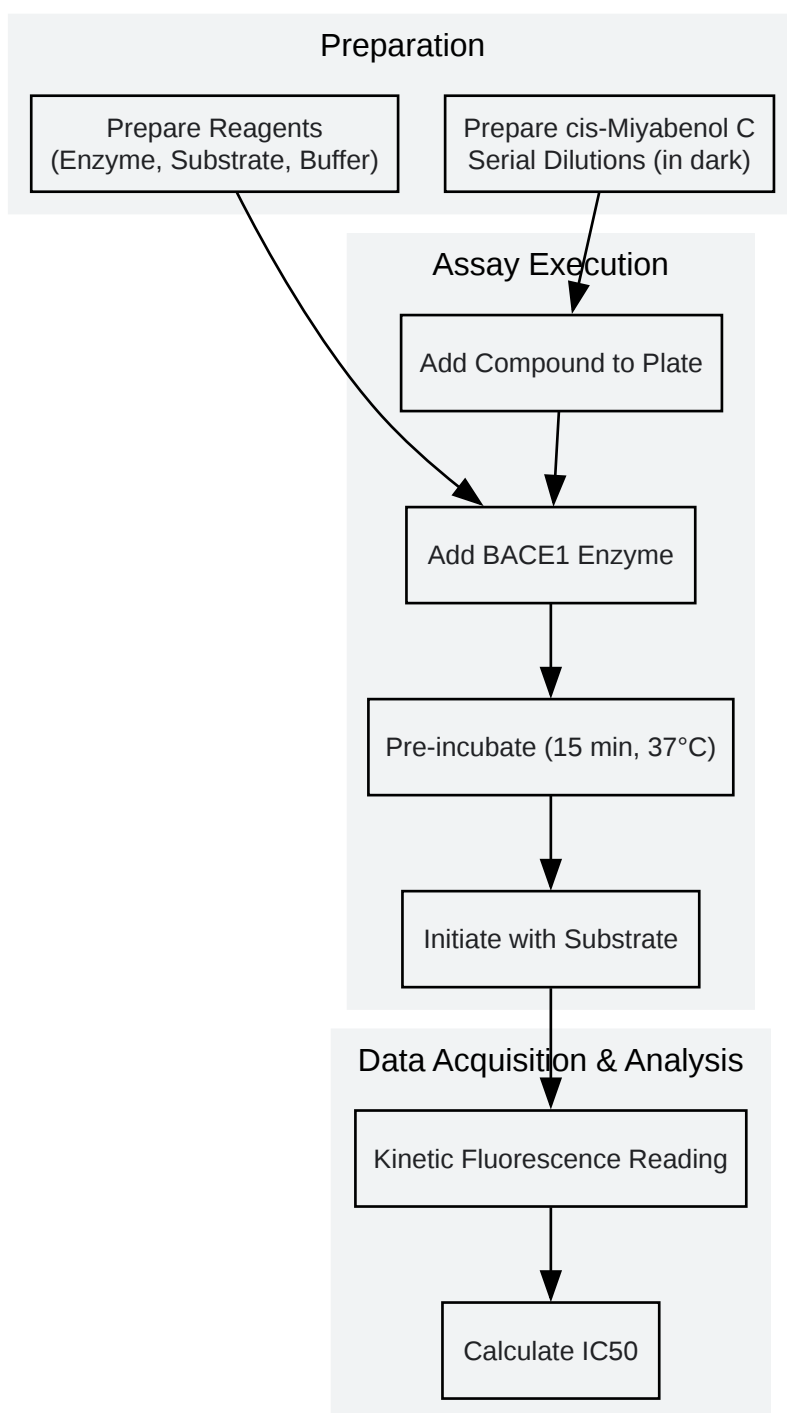 Preparation
Prepare Reagents
(Enzyme, Substrate, Buffer)
Prepare cis-Miyabenol C
Serial Dilutions (in dark)
Assay Execution
Add Compound to Plate
Add BACE1 Enzyme
Pre-incubate (15 min, 37°C)
Initiate with Substrate
Data Acquisition & Analysis
Kinetic Fluorescence Reading
Calculate IC50